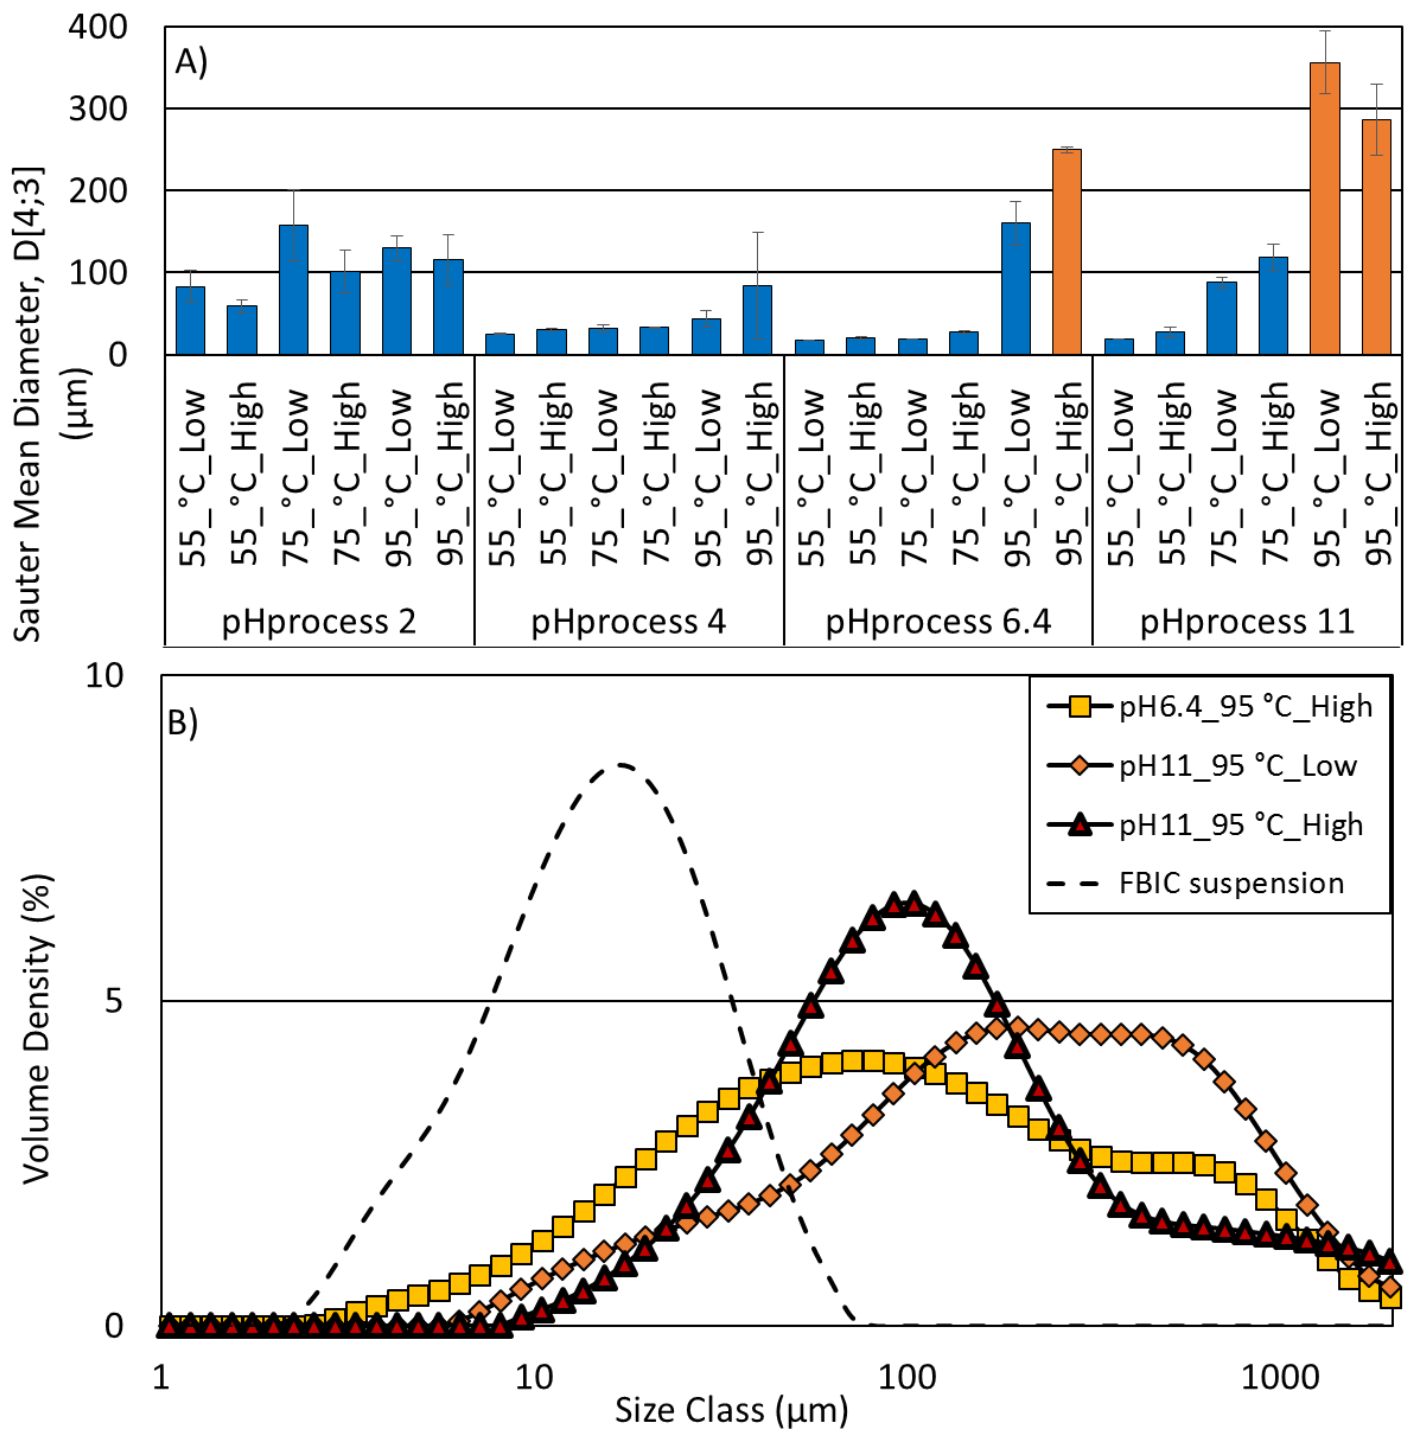 A)
400
300
200
100
0
Sauter Mean Diameter, D[4;3]
(µm)
55_°C_Low
55_°C_High
75_°C_Low
75_°C_High
95_°C_Low
95_°C_High
55_°C_Low
55_°C_High
75_°C_Low
75_°C_High
95_°C_Low
95_°C_High
55_°C_Low
55_°C_High
75_°C_Low
75_°C_High
95_°C_Low
95_°C_High
55_°C_Low
55_°C_High
75_°C_Low
75_°C_High
95_°C_Low
95_°C_High
pHprocess 2
pHprocess 4
pHprocess 6.4
pHprocess 11
B)
10
5
0
Volume Density (%)
pH6.4_95 °C_High
pH11_95 °C_Low
pH11_95 °C_High
FBIC suspension
1
10
100
1000
Size Class (µm)